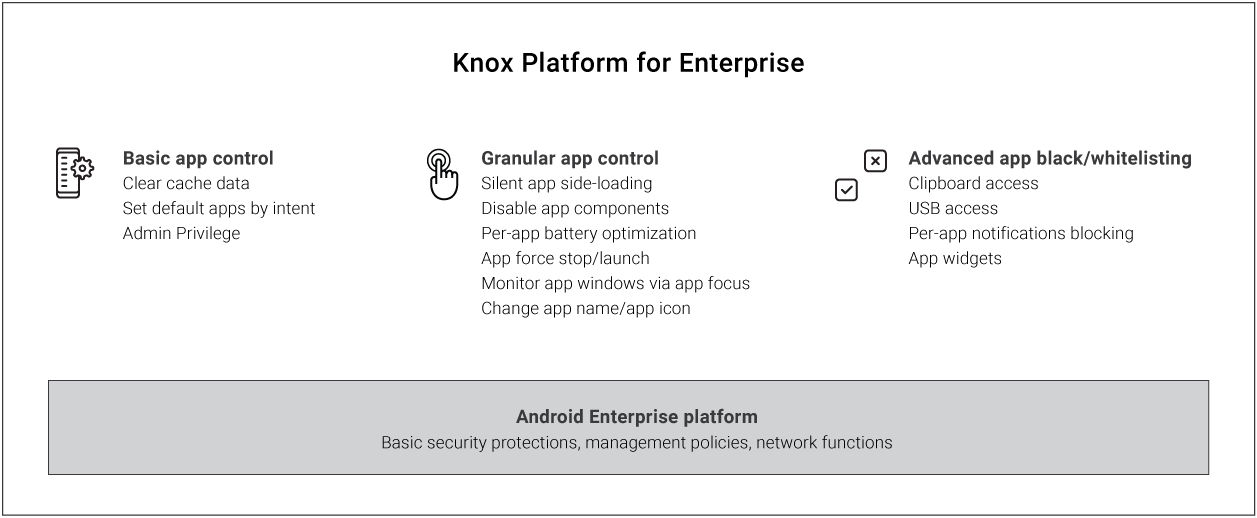 Knox Platform for Enterprise
Basic app control
Clear cache data
Set default apps by intent
Admin Privilege
Granular app control
Silent app side-loading
Disable app components
Per-app battery optimization
App force stop/launch
Monitor app windows via app focus
Change app name/app icon
Advanced app black/whitelisting
Clipboard access
USB access
Per-app notifications blocking
App widgets
Android Enterprise platform
Basic security protections, management policies, network functions